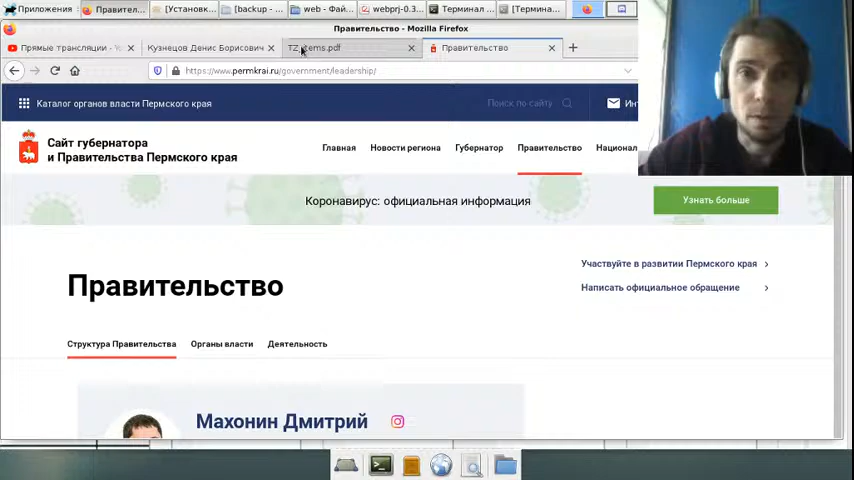 Приложения
Правител...
[Установк...
[backup - ...
web - Фай...
webprj-0.3...
Терминал ...
[Термина...
Правительство - Mozilla Firefox
Прямые трансляции - Yo
Кузнецов Денис Борисович
TZ_items.pdf
Правительство
https://www.permkrai.ru/government/leadership/
Каталог органов власти Пермского края
Поиск по сайту
Ин
Сайт губернатора
и Правительства Пермского края
Главная
Новости региона
Губернатор
Правительство
Национал
Коронавирус: официальная информация
Узнать больше
Правительство
Участвуйте в развитии Пермского края
Написать официальное обращение
Структура Правительства
Органы власти
Деятельность
Махонин Дмитрий